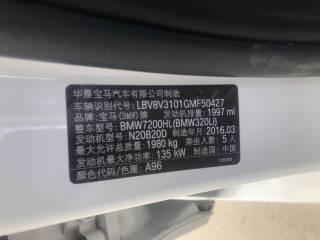 华晨宝马汽车有限公司制造
车辆识别代号: LBV8V3101GMF50427
品牌: 宝马(BMW)牌 发动机排量: 1997 ml
整车型号: BMW7200HL(BMW320Li)
发动机型号: N20B20D 2016.03
最大允许总质量: 1980 kg 乘坐人数: 5 人
发动机最大净功率: 135 kW 制造国: 中国
颜色代码/色圈: A96